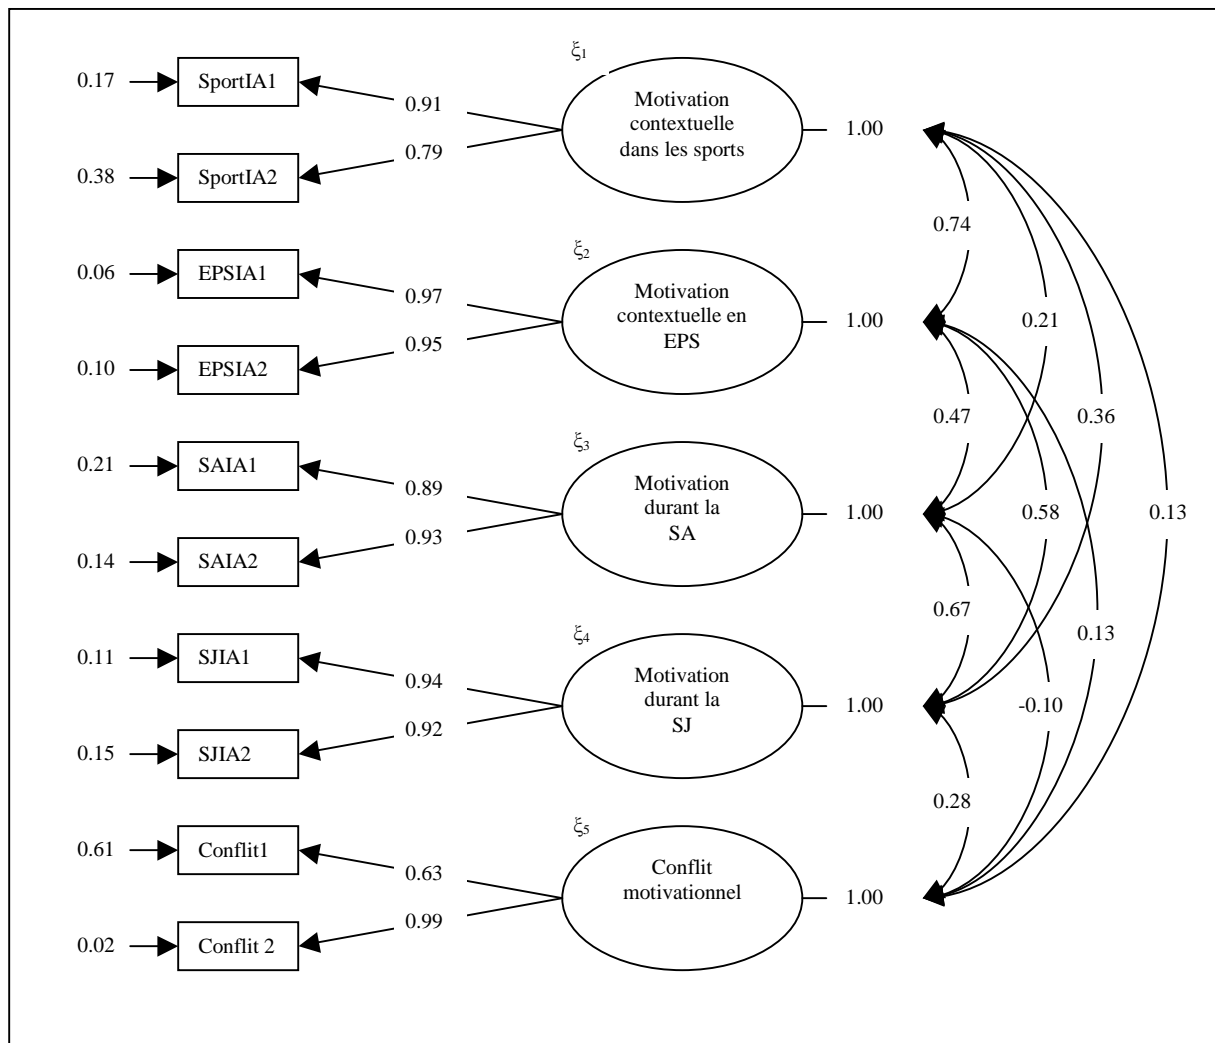 ξ1
0.17
SportIA1
0.91
Motivation
contextuelle
dans les sports
1.00
0.79
0.38
SportIA2
0.74
ξ2
0.06
EPSIA1
0.97
Motivation
contextuelle en
EPS
1.00
0.21
0.95
0.10
EPSIA2
0.47
0.36
ξ3
0.21
SAIA1
0.89
Motivation
durant la
SA
1.00
0.58
0.13
0.93
0.14
SAIA2
0.67
0.13
ξ4
0.11
SJIA1
0.94
Motivation
durant la
SJ
1.00
-0.10
0.92
0.15
SJIA2
0.28
ξ5
0.61
Conflit1
0.63
Conflit
motivationnel
1.00
0.99
0.02
Conflit 2